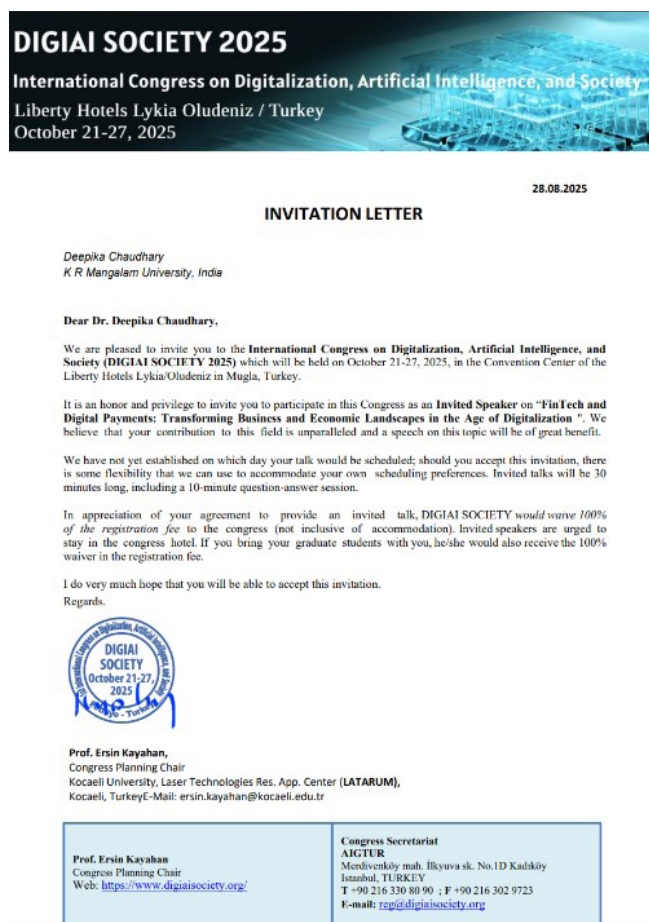 DIGIAI SOCIETY 2025
International Congress on Digitalization, Artificial Intelligence, and Society
Liberty Hotels Lykia Oludeniz / Turkey
October 21-27, 2025
28.08.2025
INVITATION LETTER
Deepika Chaudhary
K R Mangalam University, India
Dear Dr. Deepika Chaudhary,
We are pleased to invite you to the International Congress on Digitalization, Artificial Intelligence, and
Society (DIGIAI SOCIETY 2025) which will be held on October 21-27, 2025, in the Convention Center of the
Liberty Hotels Lykia/Oludeniz in Mugla, Turkey.
It is an honor and privilege to invite you to participate in this Congress as an Invited Speaker on “FinTech and
Digital Payments: Transforming Business and Economic Landscapes in the Age of Digitalization ". We
believe that your contribution to this field is unparalleled and a speech on this topic will be of great benefit.
We have not yet established on which day your talk would be scheduled; should you accept this invitation, there
is some flexibility that we can use to accommodate your own scheduling preferences. Invited talks will be 30
minutes long, including a 10-minute question-answer session.
In appreciation of your agreement to provide an invited talk, DIGIAI SOCIETY would waive 100%
of the registration fee to the congress (not inclusive of accommodation). Invited speakers are urged to
stay in the congress hotel. If you bring your graduate students with you, he/she would also receive the 100%
waiver in the registration fee.
I do very much hope that you will be able to accept this invitation.
Regards.
International Congress on Digitalization, Artificial Intelligence, and Society
DIGIAI
SOCIETY
October 21-27,
2025
- Turkey
Prof. Ersin Kayahan,
Congress Planning Chair
Kocaeli University, Laser Technologies Res. App. Center (LATARUM),
Kocaeli, TurkeyE-Mail: ersin.kayahan@kocaeli.edu.tr
Prof. Ersin Kayahan
Congress Planning Chair
Web: https://www.digiaisociety.org/
Congress Secretariat
AIGTUR
Merdivenköy mah. İlkyuva sk. No.1D Kadıköy
Istanbul, TURKEY
T +90 216 330 80 90 ; F +90 216 302 9723
E-mail: reg@digiaisociety.org